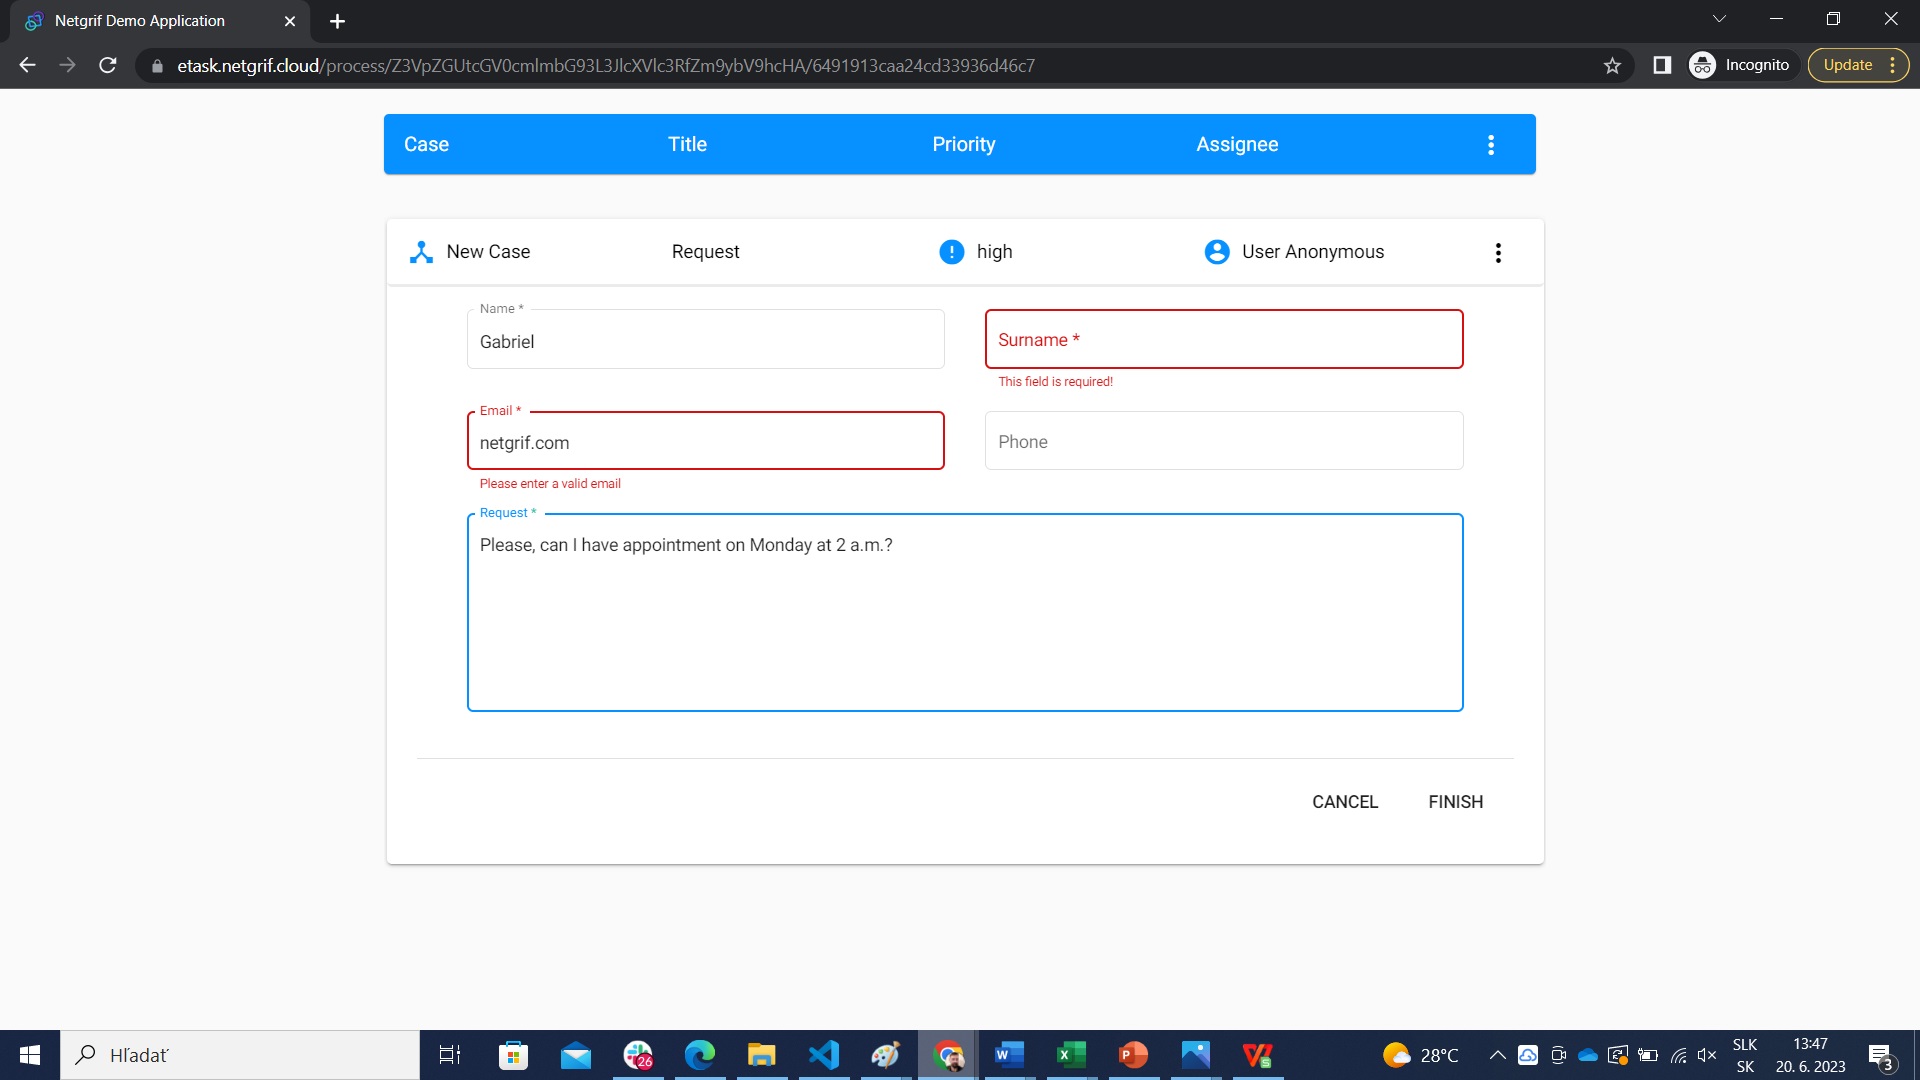 Netgrif Demo Application
etask.netgrif.cloud/process/Z3VpZGUtcGV0cmlmbG93L3JlcXVlc3RfZm9ybV9hcHA/6491913caa24cd33936d46c7
Incognito
Update
Case Title Priority Assignee
New Case Request high User Anonymous
Name *
Gabriel
Surname *
This field is required!
Email *
netgrif.com
Phone
Please enter a valid email
Request *
Please, can I have appointment on Monday at 2 a.m.?
CANCEL FINISH
Hľadať
26
28°C
SLK
SK
13:47
20. 6. 2023
3